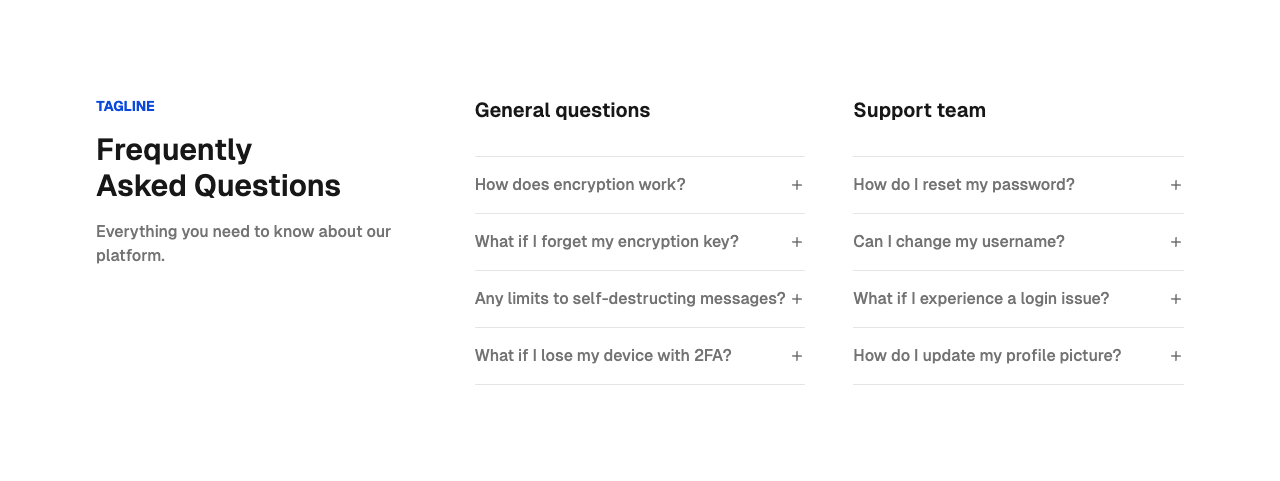 TAGLINE
Frequently
Asked Questions
Everything you need to know about our
platform.
General questions
How does encryption work?
What if I forget my encryption key?
Any limits to self-destructing messages?
What if I lose my device with 2FA?
Support team
How do I reset my password?
Can I change my username?
What if I experience a login issue?
How do I update my profile picture?